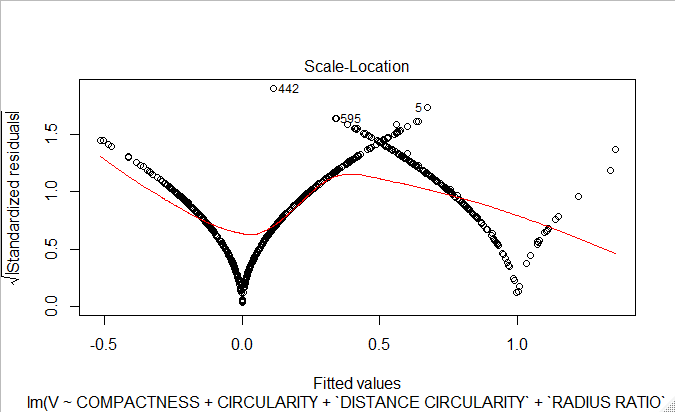 Scale-Location
√|Standardized residuals|
1.5
1.0
0.5
0.0
442
595
5
-0.5
0.0
0.5
1.0
Fitted values
lm(V ~ COMPACTNESS + CIRCULARITY + `DISTANCE CIRCULARITY` + `RADIUS RATIO`